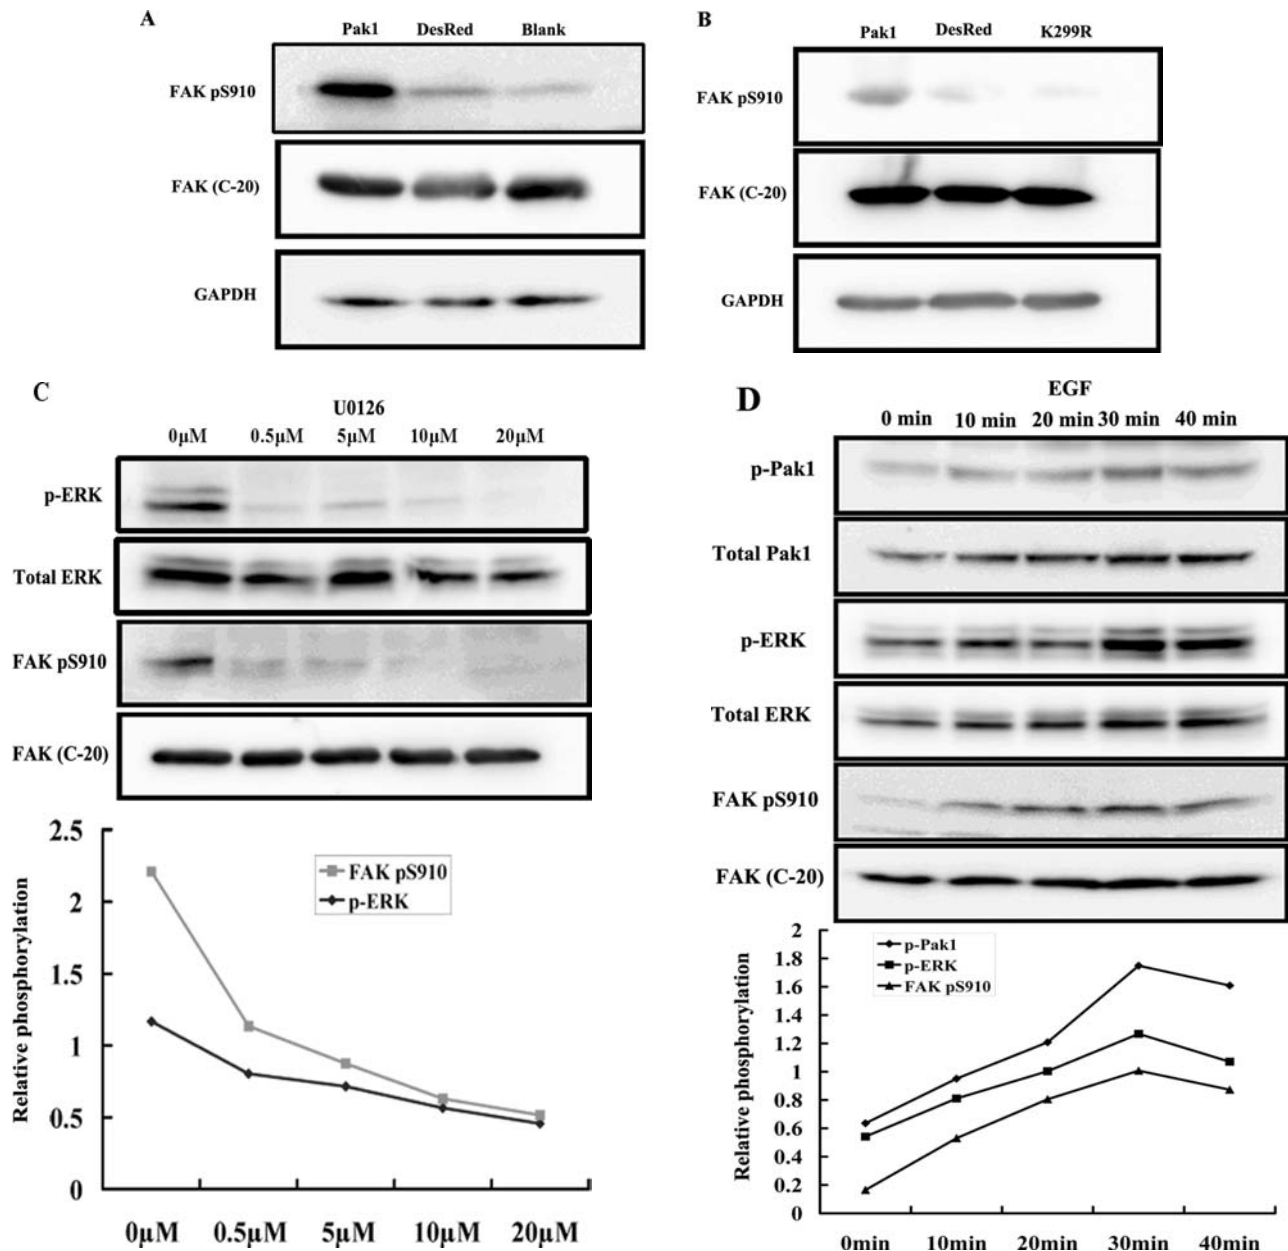 A
Pak1 DesRed Blank
FAK pS910
FAK (C-20)
GAPDH
B
Pak1 DesRed K299R
FAK pS910
FAK (C-20)
GAPDH
C
U0126
0μM 0.5μM 5μM 10μM 20μM
p-ERK
Total ERK
FAK pS910
FAK (C-20)
2.5
2
1.5
1
0.5
0
Relative phosphorylation
FAK pS910
p-ERK
0μM 0.5μM 5μM 10μM 20μM
D
EGF
0 min 10 min 20 min 30 min 40 min
p-Pak1
Total Pak1
p-ERK
Total ERK
FAK pS910
FAK (C-20)
2
1.8
1.6
1.4
1.2
1
0.8
0.6
0.4
0.2
0
Relative phosphorylation
p-Pak1
p-ERK
FAK pS910
0min 10min 20min 30min 40min